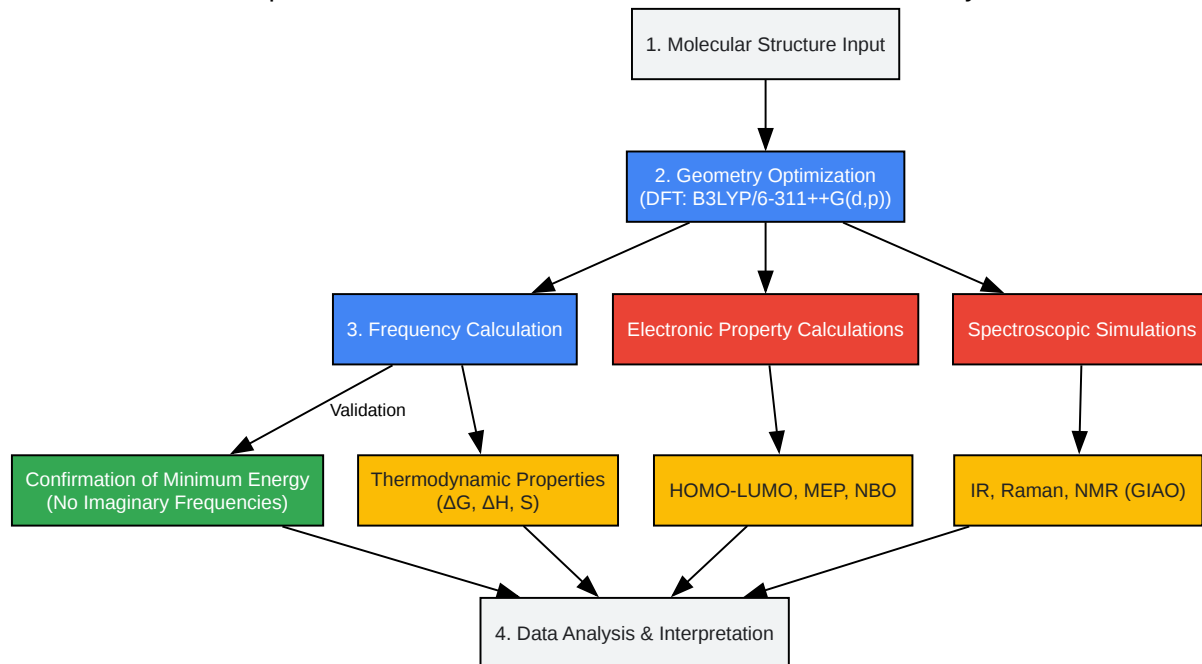 1. Molecular Structure Input
2. Geometry Optimization
(DFT: B3LYP/6-311++G(d,p))
3. Frequency Calculation
Electronic Property Calculations
Spectroscopic Simulations
Validation
Confirmation of Minimum Energy
(No Imaginary Frequencies)
Thermodynamic Properties
(ΔG, ΔH, S)
HOMO-LUMO, MEP, NBO
IR, Raman, NMR (GIAO)
4. Data Analysis & Interpretation